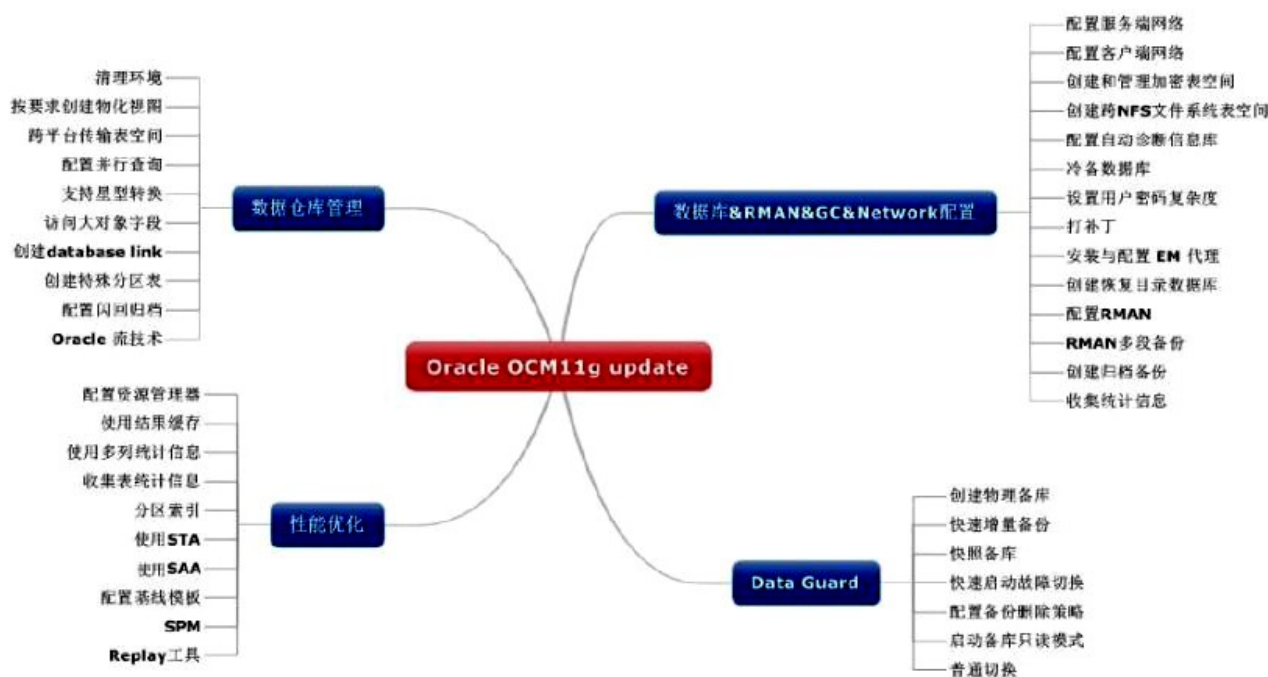 Oracle OCM11g update
数据库&RMAN&GC&Network配置
配置服务端网络
配置客户端网络
创建和管理加密表空间
创建跨NFS文件系统表空间
配置自动诊断信息库
冷备数据库
设置用户密码复杂度
打补丁
安装与配置 EM 代理
创建恢复目录数据库
配置RMAN
RMAN多段备份
创建归档备份
收集统计信息
Data Guard
创建物理备库
快速增量备份
快照备库
快速启动故障切换
配置备份删除策略
启动备库只读模式
普通切换
数据仓库管理
清理环境
按要求创建物化视图
跨平台传输表空间
配置并行查询
支持星型转换
访问大对象字段
创建database link
创建特殊分区表
配置闪回归档
Oracle 流技术
性能优化
配置资源管理器
使用结果缓存
使用多列统计信息
收集表统计信息
分区索引
使用STA
使用SAA
配置基线模板
SPM
Replay工具